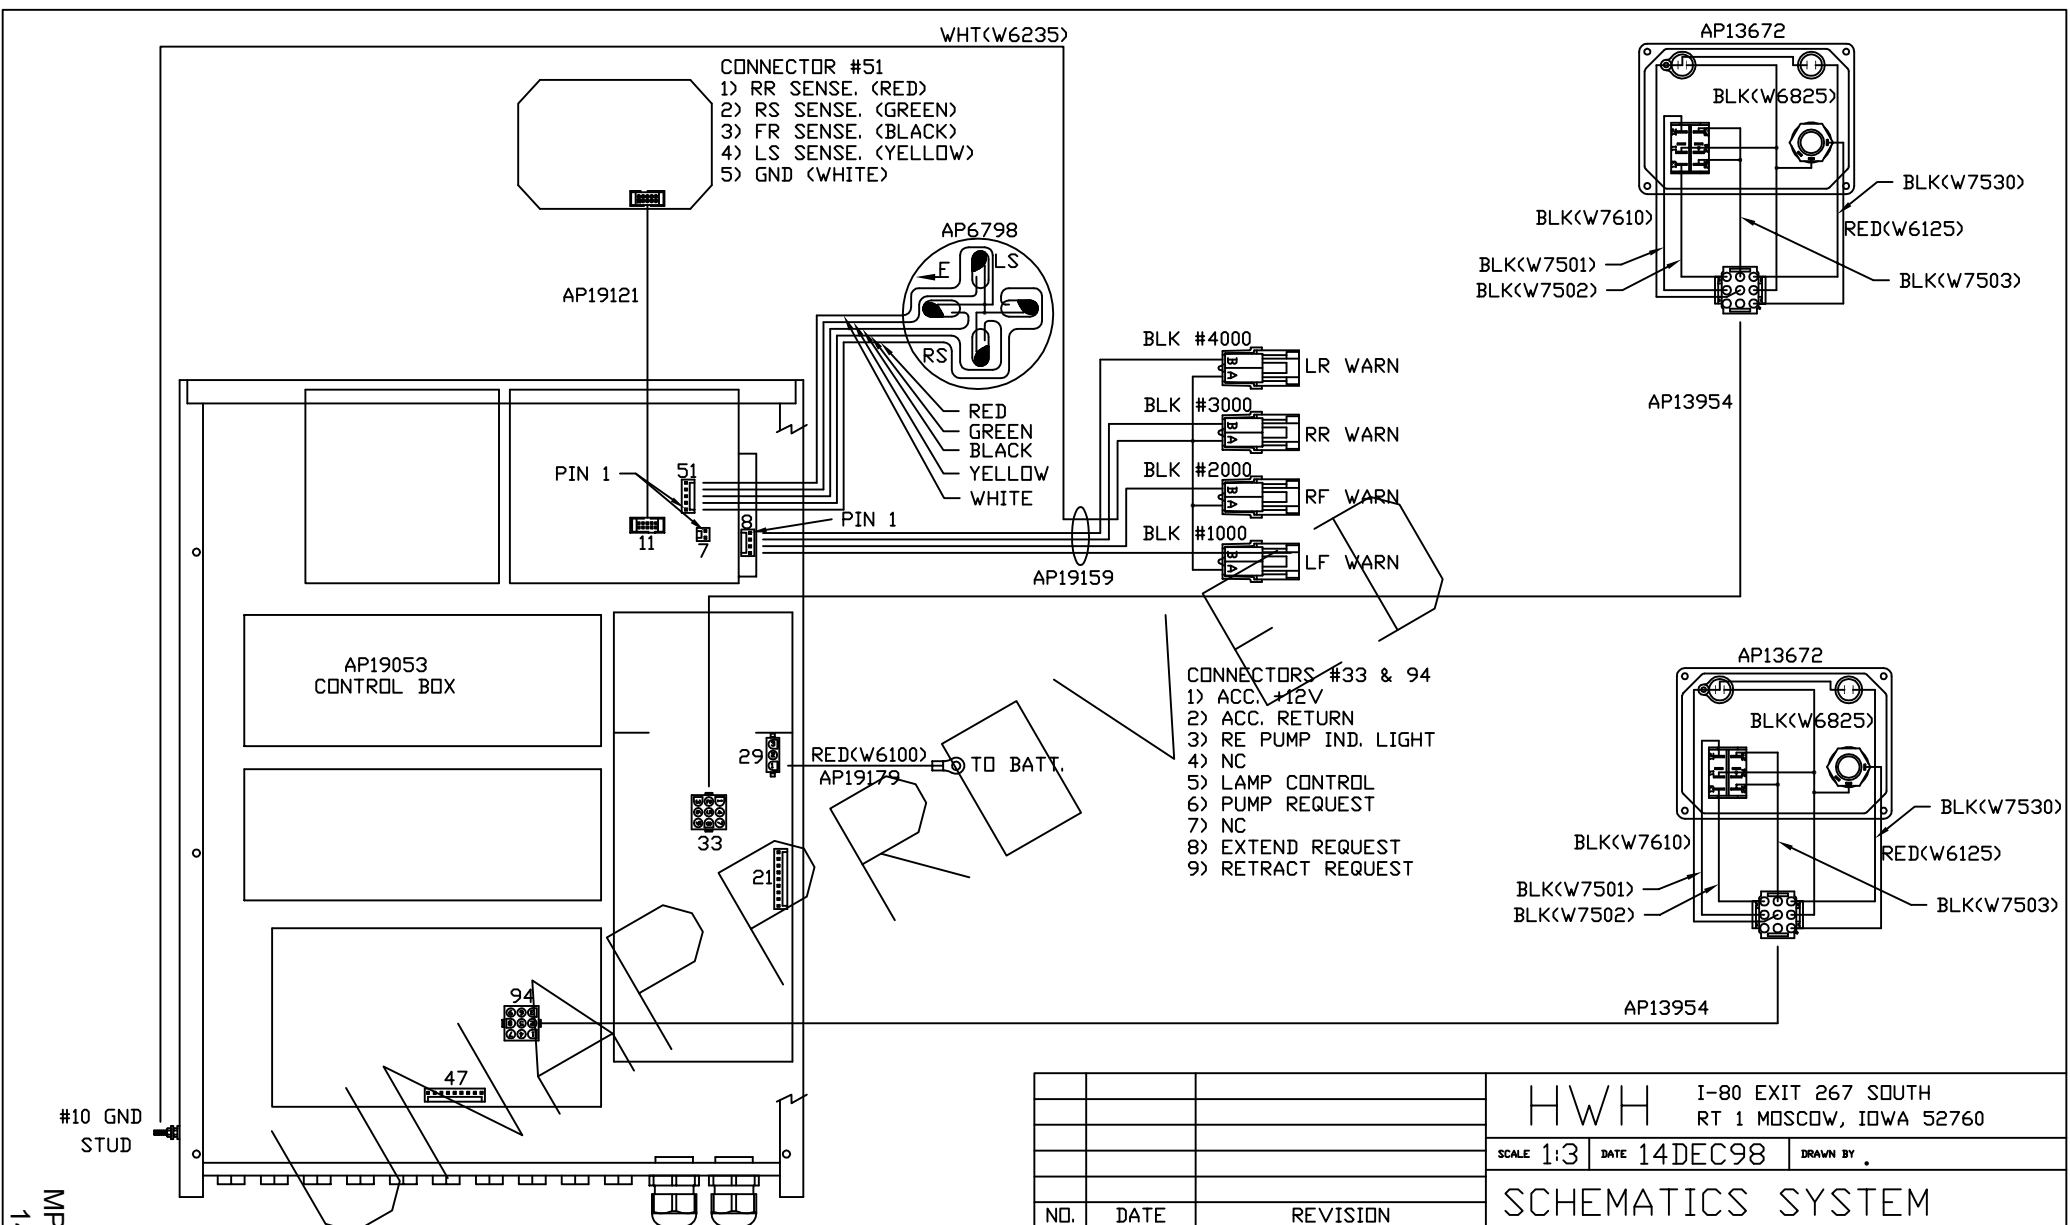 WHT(W6235)
CONNECTOR #51
1) RR SENSE. (RED)
2) RS SENSE. (GREEN)
3) FR SENSE. (BLACK)
4) LS SENSE. (YELLOW)
5) GND (WHITE)
AP19121
AP6798
F
LS
RS
RED
GREEN
BLACK
YELLOW
WHITE
PIN 1
51
11
7
8
PIN 1
AP19159
BLK #4000
B
A
LR WARN
BLK #3000
B
A
RR WARN
BLK #2000
B
A
RF WARN
BLK #1000
B
A
LF WARN
AP13672
BLK(W6825)
BLK(W7530)
BLK(W7610)
RED(W6125)
BLK(W7501)
BLK(W7502)
BLK(W7503)
AP13954
AP19053
CONTROL BOX
29
RED(W6100)
AP19179
TO BATT.
33
21
CONNECTORS #33 & 94
1) ACC. +12V
2) ACC. RETURN
3) RE PUMP IND. LIGHT
4) NC
5) LAMP CONTROL
6) PUMP REQUEST
7) NC
8) EXTEND REQUEST
9) RETRACT REQUEST
AP13672
BLK(W6825)
BLK(W7530)
BLK(W7610)
RED(W6125)
BLK(W7501)
BLK(W7502)
BLK(W7503)
AP13954
94
47
#10 GND
STUD
MP
NO. DATE REVISION
HWH
I-80 EXIT 267 SOUTH
RT 1 MOSCOW, IOWA 52760
SCALE 1:3 DATE 14DEC98 DRAWN BY .
SCHEMATICS SYSTEM